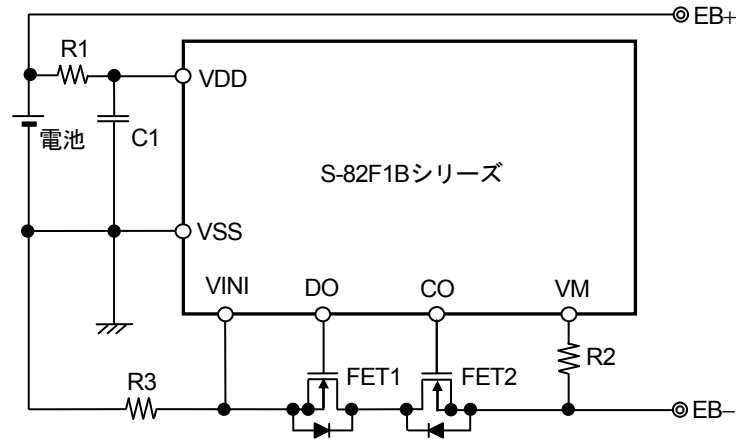 EB+
R1
VDD
電池
C1
S-82F1Bシリーズ
VSS
VINI
DO
CO
VM
R2
R3
FET1
FET2
EB−